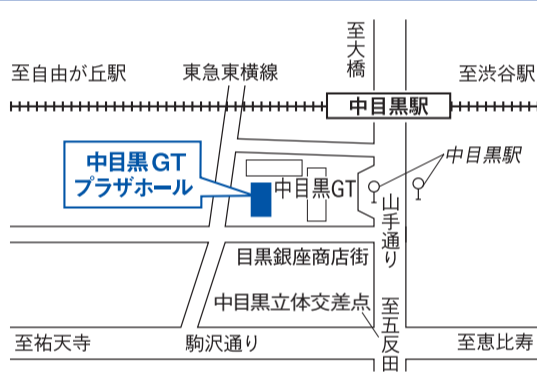 至大橋
至自由が丘駅
東急東横線
至渋谷駅
中目黒駅
中目黒駅
中目黒GT
プラザホール
中目黒GT
山手通り
目黒銀座商店街
中目黒立体交差点
至五反田
至祐天寺
駒沢通り
至恵比寿